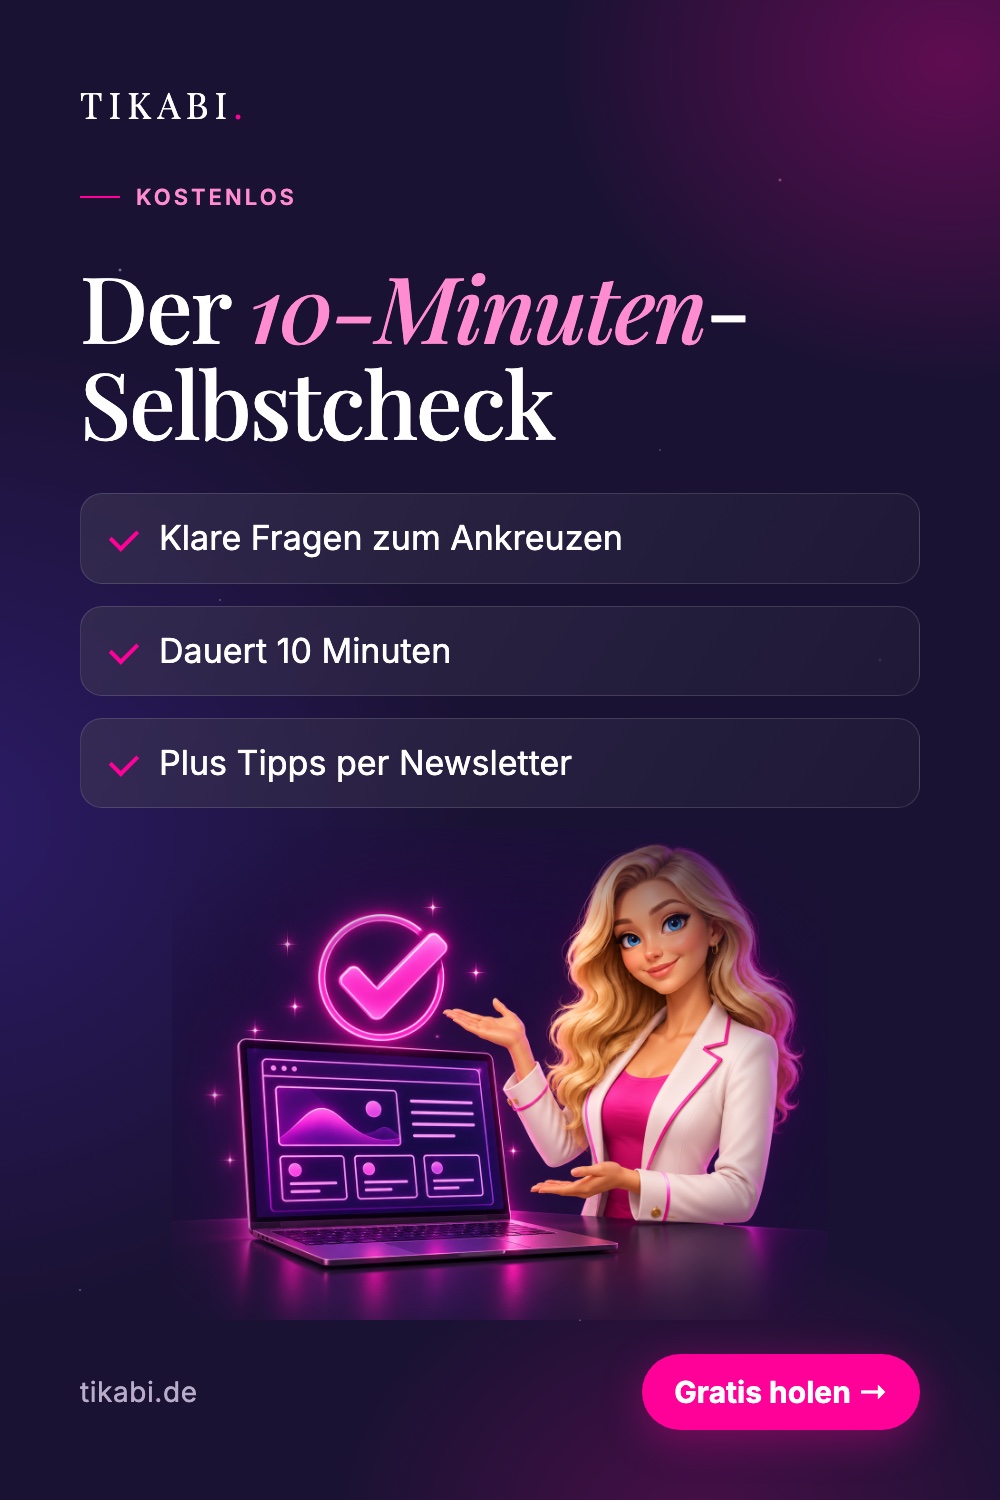 TIKABI.
KOSTENLOS
Der 10-Minuten-
Selbstcheck
Klare Fragen zum Ankreuzen
Dauert 10 Minuten
Plus Tipps per Newsletter
tikabi.de
Gratis holen →